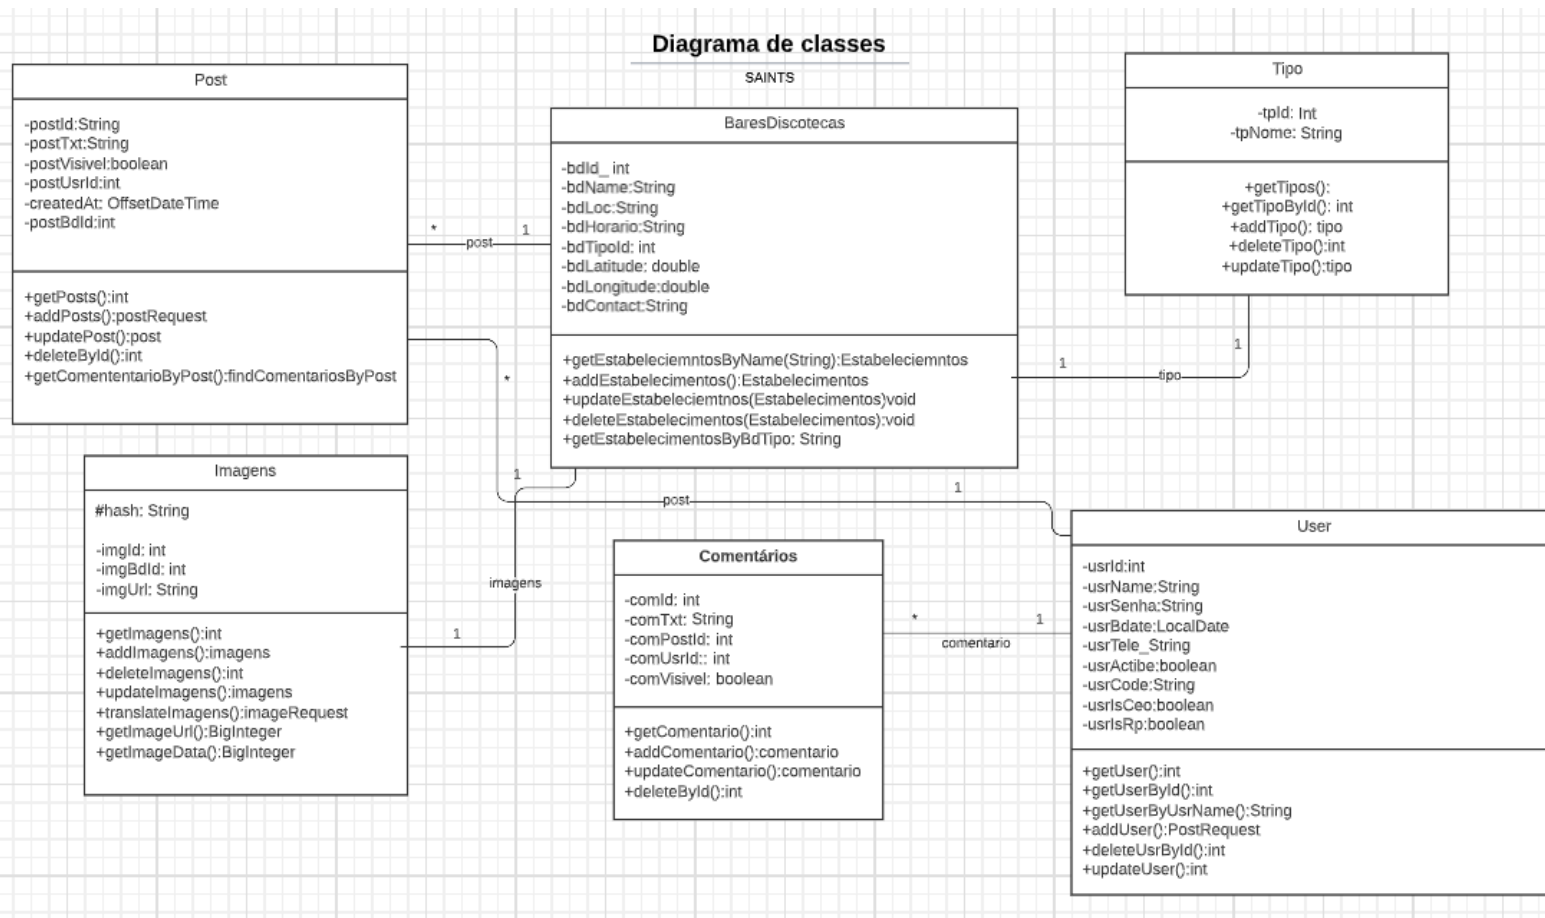 Diagrama de classes
SAINTS
Post
-postId:String
-postTxt:String
-postVisivel:boolean
-postUsrId:int
-createdAt: OffsetDateTime
-postBdId:int
+getPosts():int
+addPosts():postRequest
+updatePost():post
+deleteById():int
+getComententarioByPost():findComentariosByPost
*
1
post
BaresDiscotecas
-bdId_ int
-bdName:String
-bdLoc:String
-bdHorario:String
-bdTipoId: int
-bdLatitude: double
-bdLongitude:double
-bdContact:String
+getEstabeleciemntosByName(String):Estabeleciemntos
+addEstabelecimentos():Estabelecimentos
+updateEstabeleciemtnos(Estabelecimentos)void
+deleteEstabelecimentos(Estabelecimentos):void
+getEstabelecimentosByBdTipo: String
Tipo
-tpId: Int
-tpNome: String
+getTipos():
+getTipoById(): int
+addTipo(): tipo
+deleteTipo():int
+updateTipo():tipo
1
1
tipo
*
1
post
1
imagens
1
Imagens
#hash: String
-imgId: int
-imgBdId: int
-imgUrl: String
+getImagens():int
+addImagens():imagens
+deleteImagens():int
+updateImagens():imagens
+translateImagens():imageRequest
+getImageUrl():BigInteger
+getImageData():BigInteger
Comentários
-comId: int
-comTxt: String
-comPostId: int
-comUsrId:: int
-comVisivel: boolean
+getComentario():int
+addComentario():comentario
+updateComentario():comentario
+deleteById():int
*
1
comentario
User
-usrId:int
-usrName:String
-usrSenha:String
-usrBdate:LocalDate
-usrTele_String
-usrActibe:boolean
-usrCode:String
-usrIsCeo:boolean
-usrIsRp:boolean
+getUser():int
+getUserById():int
+getUserByUsrName():String
+addUser():PostRequest
+deleteUsrById():int
+updateUser():int